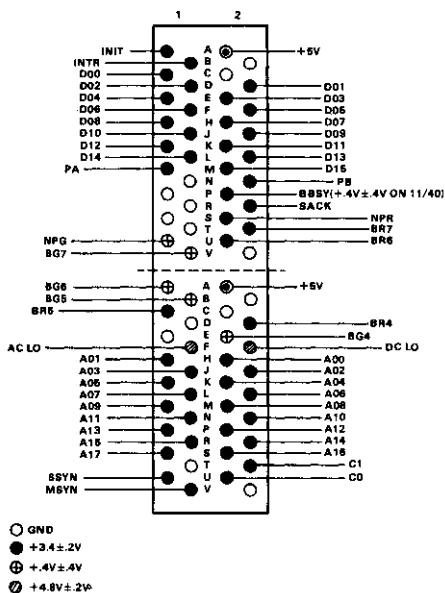 1 2
INIT A +5V
INTR B
D00 C
D02 D D01
D04 E D03
D06 F D05
D08 H D07
D10 J D09
D12 K D11
D14 L D13
PA M D15
N PB
P BBSY(+.4V±.4V ON 11/40)
R SACK
S NPR
T BR7
NPG U BR6
BG7 V
BG6 A +5V
BG5 B
BR5 C
D BR4
E BG4
AC LO F DC LO
A01 H A00
A03 J A02
A05 K A04
A07 L A06
A09 M A08
A11 N A10
A13 P A12
A15 R A14
A17 S A16
T C1
SSYN U C0
MSYN V
GND
+3.4±.2V
+.4V±.4V
+4.8V±.2V